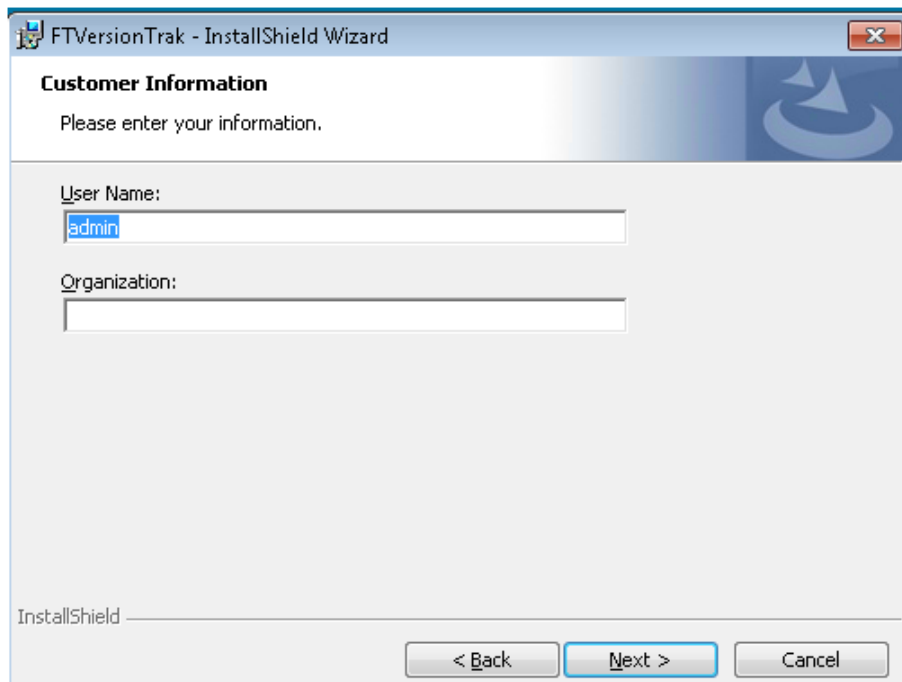 FTVersionTrak - InstallShield Wizard
Customer Information
Please enter your information.
User Name:
admin
Organization:
InstallShield
< Back Next > Cancel